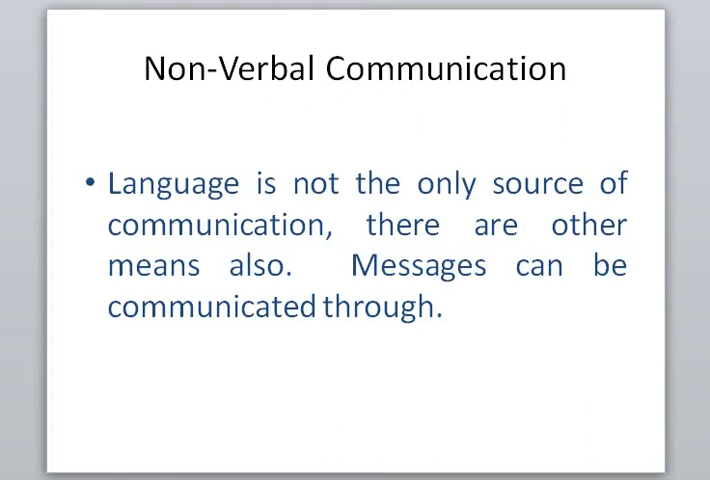 Non-Verbal Communication
• Language is not the only source of
communication, there are other
means also. Messages can be
communicated through.